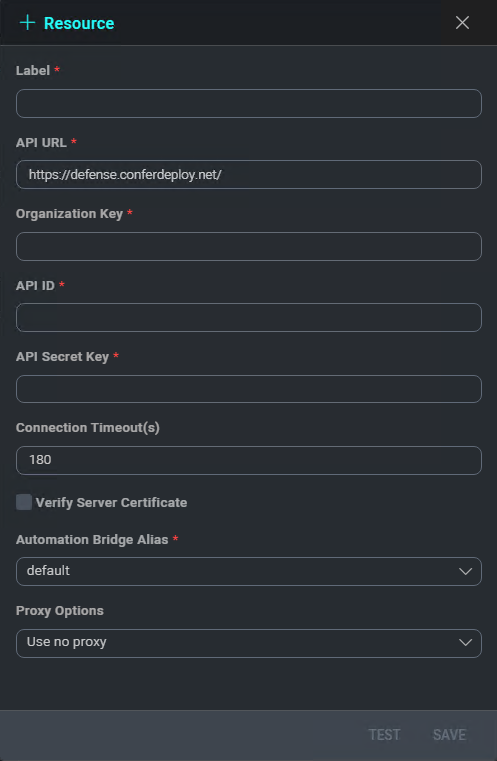 + Resource
Label *
API URL *
https://defense.conferdeploy.net/
Organization Key *
API ID *
API Secret Key *
Connection Timeout(s)
180
Verify Server Certificate
Automation Bridge Alias *
default
Proxy Options
Use no proxy
TEST SAVE